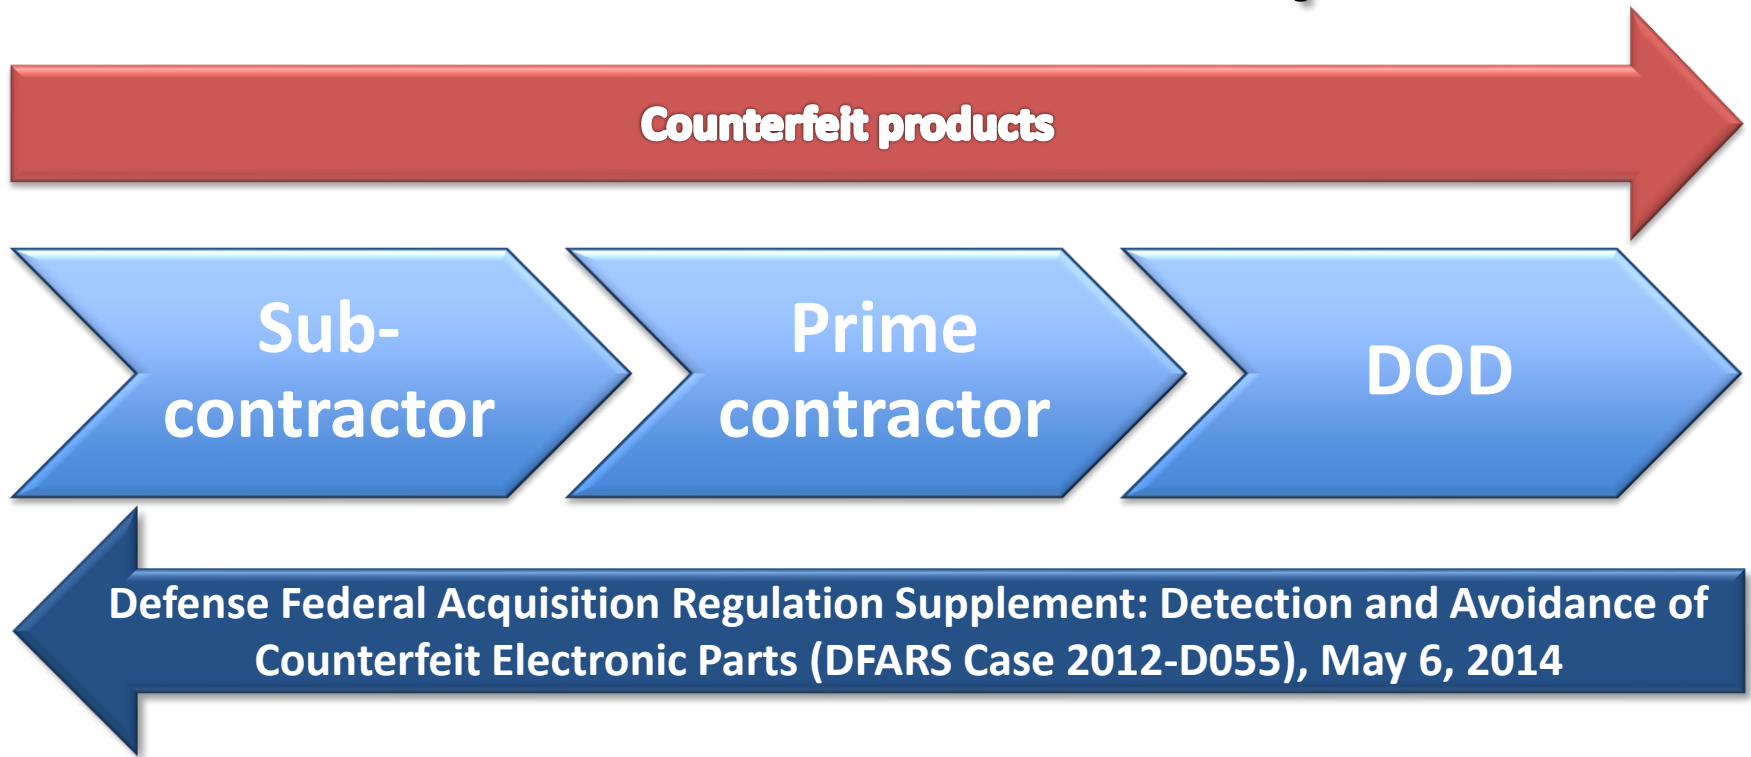 Counterfeit products
Sub-
contractor
Prime
contractor
DOD
Defense Federal Acquisition Regulation Supplement: Detection and Avoidance of
Counterfeit Electronic Parts (DFARS Case 2012-D055), May 6, 2014